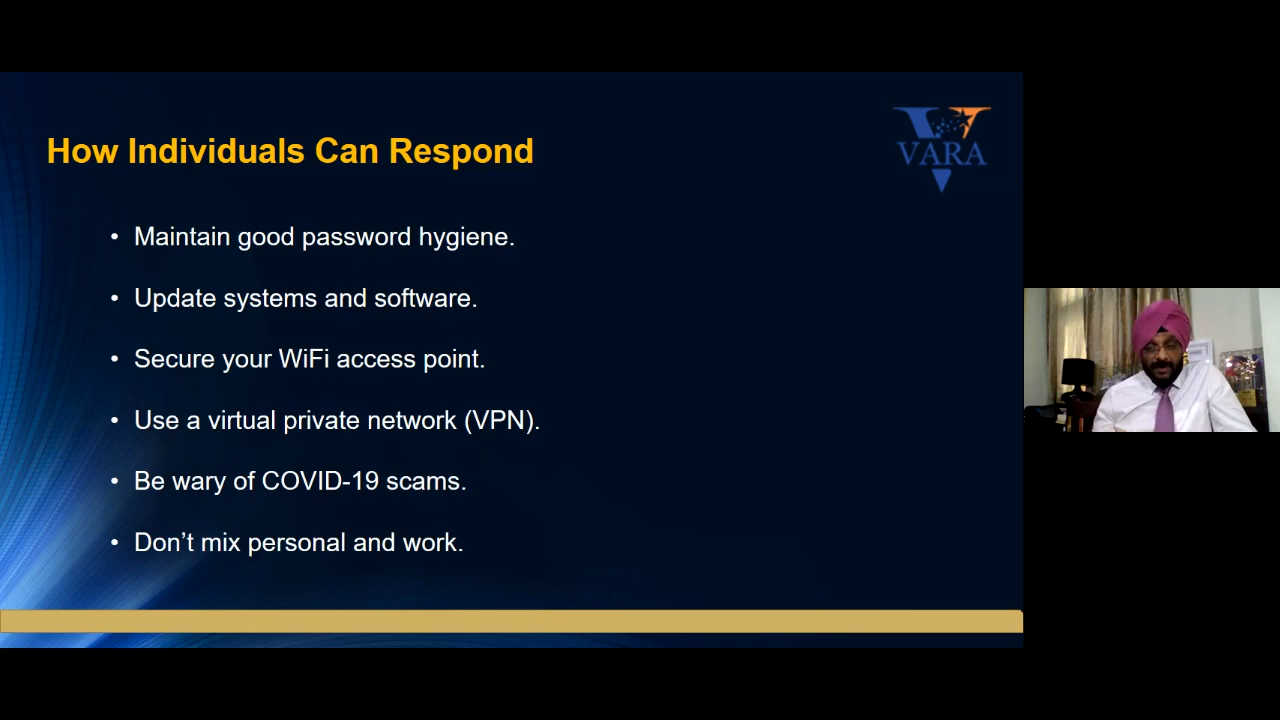 How Individuals Can Respond
VARA
• Maintain good password hygiene.
• Update systems and software.
• Secure your WiFi access point.
• Use a virtual private network (VPN).
• Be wary of COVID-19 scams.
• Don’t mix personal and work.